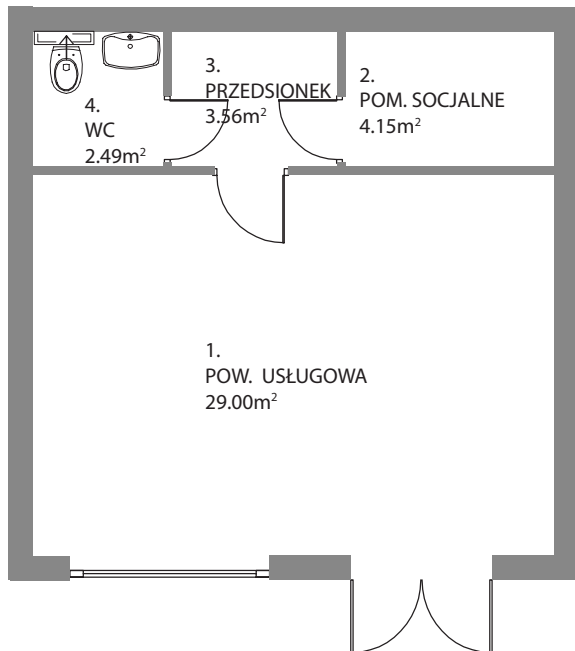 3.
PRZEDSIONEK
3.56m²
2.
POM. SOCJALNE
4.15m²
4.
WC
2.49m²
1.
POW. USŁUGOWA
29.00m²